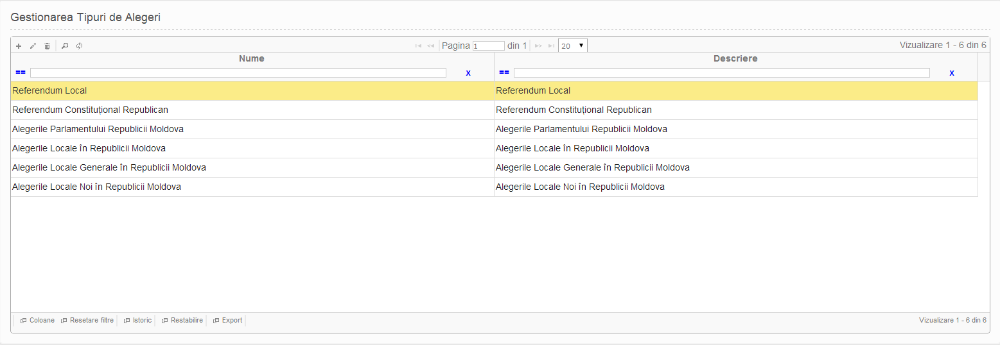 Gestionarea Tipuri de Alegeri
Pagina 1 din 1 20 Vizualizare 1 - 6 din 6
Nume Descriere
== x == x
Referendum Local Referendum Local
Referendum Constituțional Republican Referendum Constituțional Republican
Alegerile Parlamentului Republicii Moldova Alegerile Parlamentului Republicii Moldova
Alegerile Locale în Republicii Moldova Alegerile Locale în Republicii Moldova
Alegerile Locale Generale în Republicii Moldova Alegerile Locale Generale în Republicii Moldova
Alegerile Locale Noi în Republicii Moldova Alegerile Locale Noi în Republicii Moldova
Coloane Resetare filtre Istoric Restabilire Export Vizualizare 1 - 6 din 6